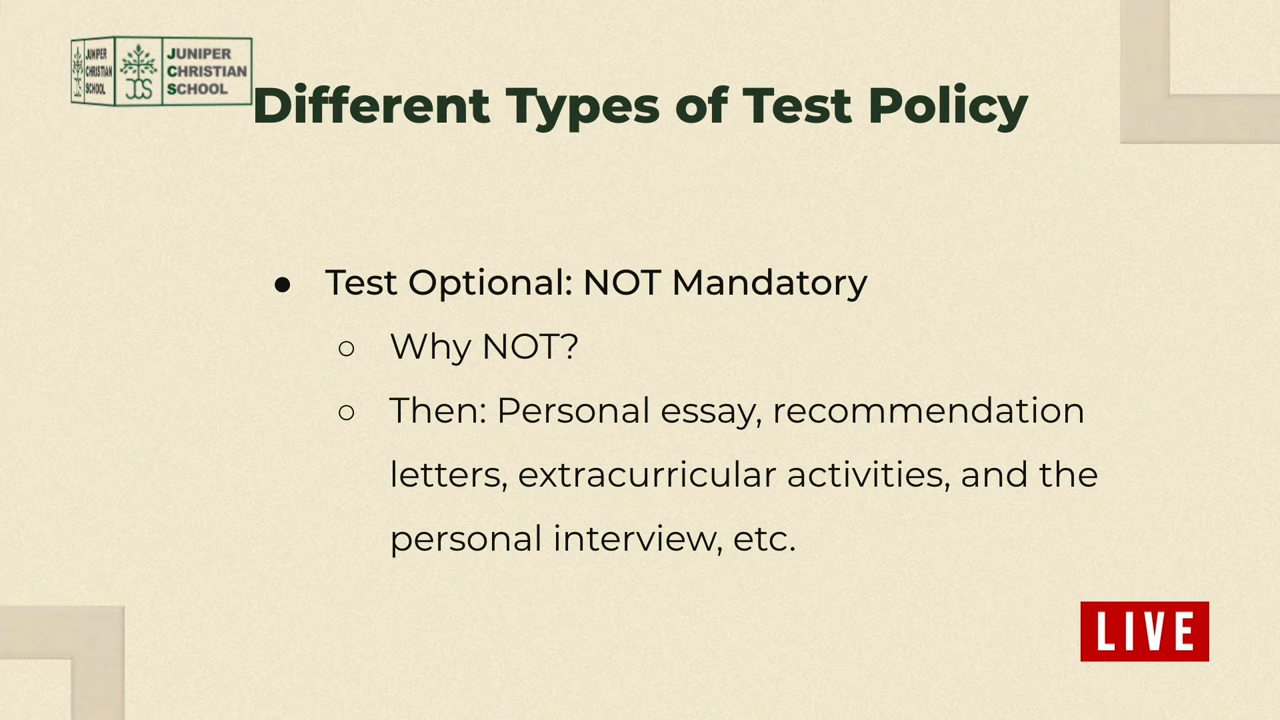 JUNIPER
CHRISTIAN
SCHOOL
JCS
JUNIPER
CHRISTIAN
SCHOOL
Different Types of Test Policy
● Test Optional: NOT Mandatory
○ Why NOT?
○ Then: Personal essay, recommendation
letters, extracurricular activities, and the
personal interview, etc.
LIVE